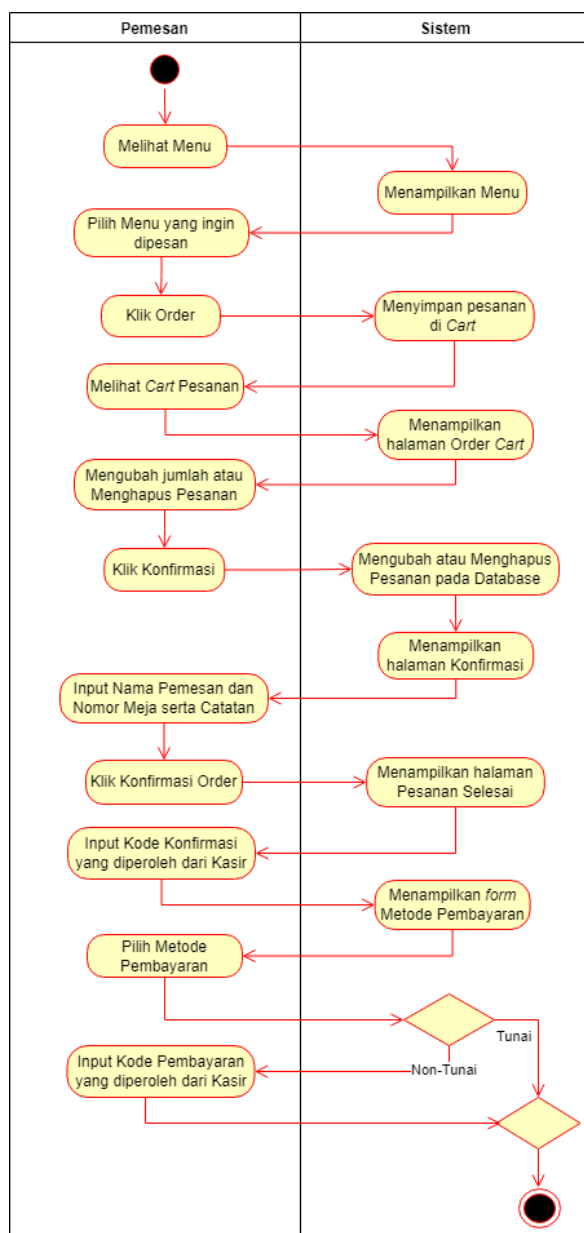 Pemesan
Sistem
Melihat Menu
Menampilkan Menu
Pilih Menu yang ingin
dipesan
Klik Order
Menyimpan pesanan
di Cart
Melihat Cart Pesanan
Menampilkan
halaman Order Cart
Mengubah jumlah atau
Menghapus Pesanan
Klik Konfirmasi
Mengubah atau Menghapus
Pesanan pada Database
Menampilkan
halaman Konfirmasi
Input Nama Pemesan dan
Nomor Meja serta Catatan
Klik Konfirmasi Order
Menampilkan halaman
Pesanan Selesai
Input Kode Konfirmasi
yang diperoleh dari Kasir
Menampilkan form
Metode Pembayaran
Pilih Metode
Pembayaran
Tunai
Non-Tunai
Input Kode Pembayaran
yang diperoleh dari Kasir